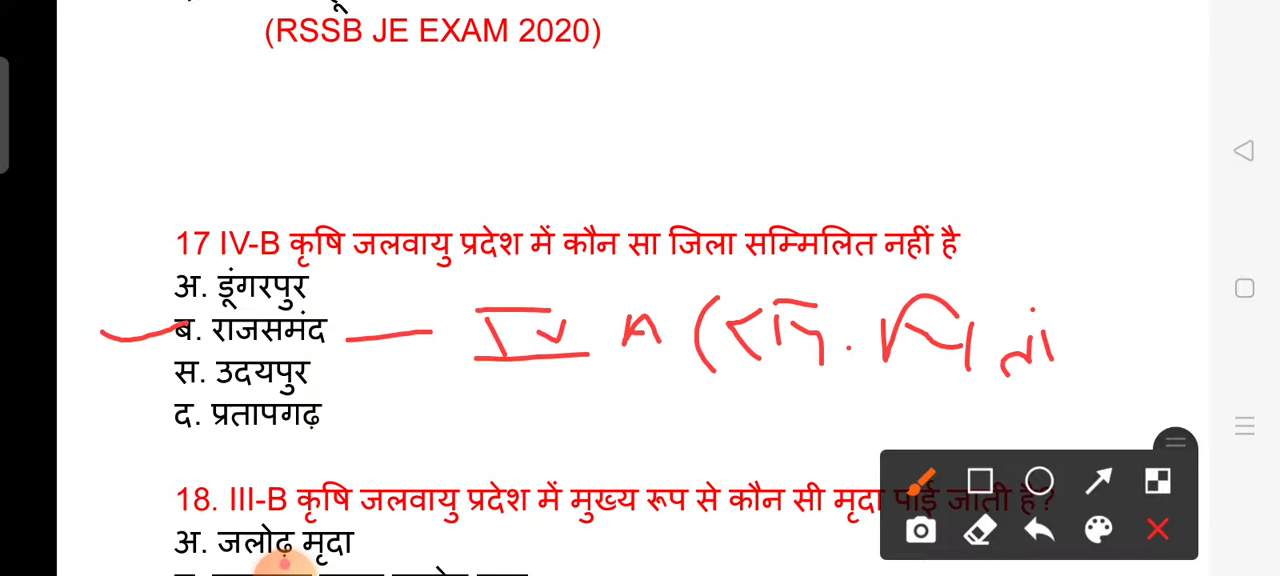 (RSSB JE EXAM 2020)
17 IV-B कृषि जलवायु प्रदेश में कौन सा जिला सम्मिलित नहीं है
अ. डूंगरपुर
ब. राजसमंद
IV A
स. उदयपुर
द. प्रतापगढ़
18. III-B कृषि जलवायु प्रदेश में मुख्य रूप से कौन सी मृदा पाई जाती है?
अ. जलोढ़ मृदा